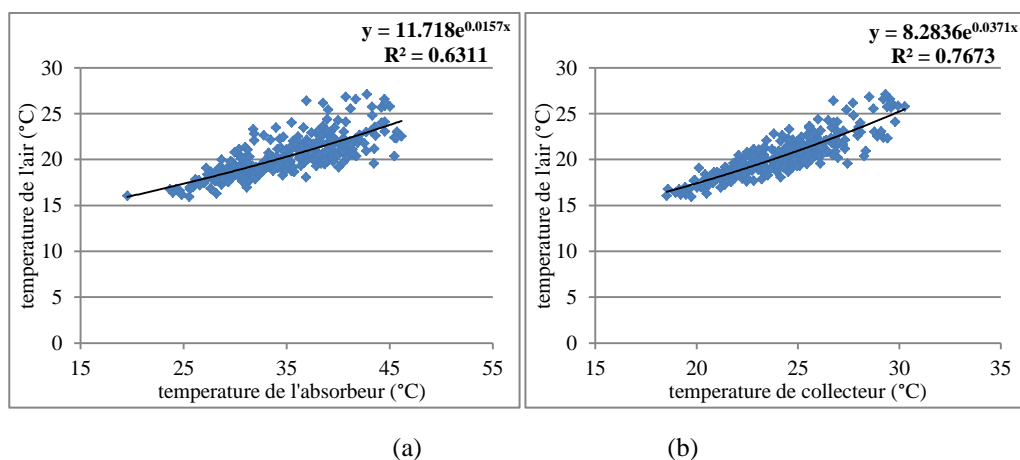 y = 11.718e^0.0157x
R² = 0.6311
30
25
20
15
10
5
0
temperature de l'air (°C)
15 25 35 45 55
temperature de l'absorbeur (°C)
y = 8.2836e^0.0371x
R² = 0.7673
30
25
20
15
10
5
0
temperature de l'air (°C)
15 20 25 30 35
temperature de collecteur (°C)
(a) (b)